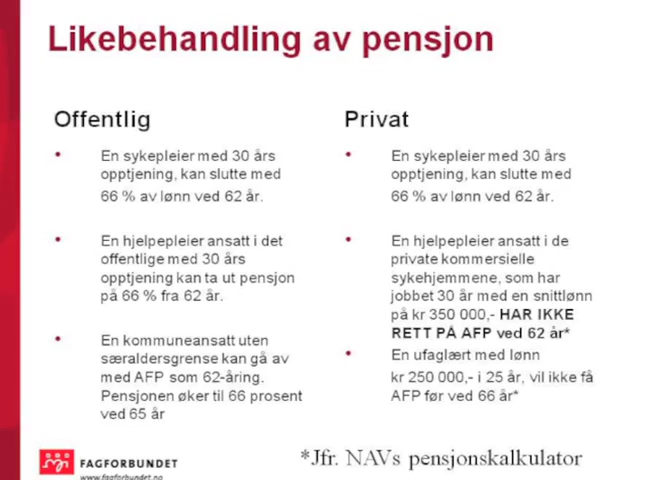 Likebehandling av pensjon
Offentlig
• En sykepleier med 30 års
opptjening, kan slutte med
66 % av lønn ved 62 år.
• En hjelpepleier ansatt i det
offentlige med 30 års
opptjening kan ta ut pensjon
på 66 % fra 62 år.
• En kommuneansatt uten
særaldersgrense kan gå av
med AFP som 62-åring.
Pensjonen øker til 66 prosent
ved 65 år
Privat
• En sykepleier med 30 års
opptjening, kan slutte med
66 % av lønn ved 62 år.
• En hjelpepleier ansatt i de
private kommersielle
sykehjemmene, som har
jobbet 30 år med en snittlønn
på kr 350 000,- HAR IKKE
RETT PÅ AFP ved 62 år*
• En ufaglært med lønn
kr 250 000,- i 25 år, vil ikke få
AFP før ved 66 år*
FAGFORBUNDET
www.fagforbundet.no
*Jfr. NAVs pensjonskalkulator